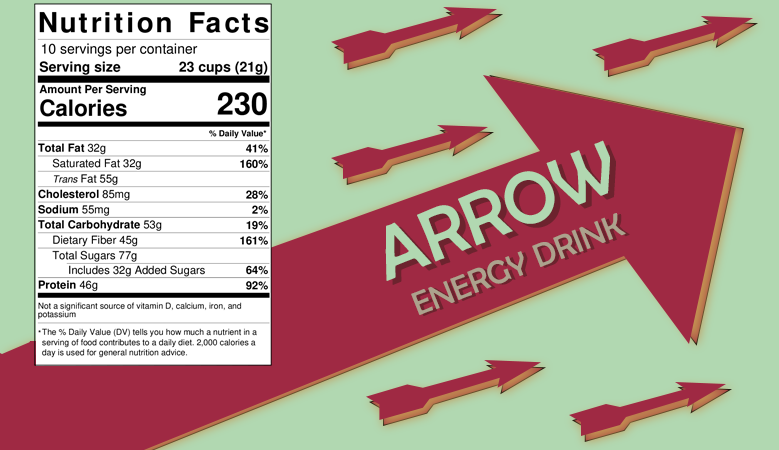 Nutrition Facts
10 servings per container
Serving size 23 cups (21g)
Amount Per Serving
Calories 230
% Daily Value*
Total Fat 32g 41%
Saturated Fat 32g 160%
Trans Fat 55g
Cholesterol 85mg 28%
Sodium 55mg 2%
Total Carbohydrate 53g 19%
Dietary Fiber 45g 161%
Total Sugars 77g
Includes 32g Added Sugars 64%
Protein 46g 92%
Not a significant source of vitamin D, calcium, iron, and
potassium
*The % Daily Value (DV) tells you how much a nutrient in a
serving of food contributes to a daily diet. 2,000 calories a
day is used for general nutrition advice.
ARROW
ENERGY DRINK